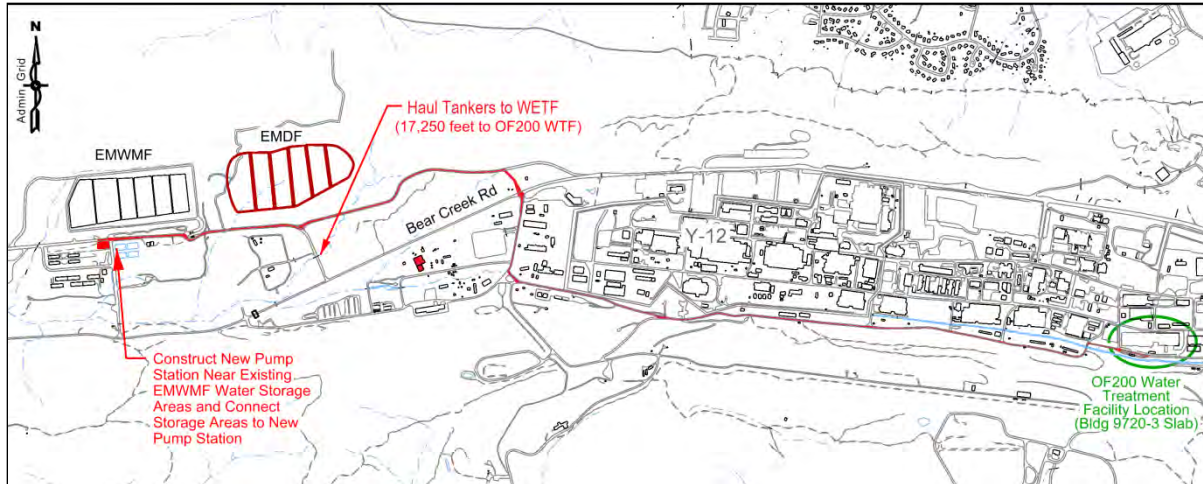 N
Admin Grid
EMWMF
EMDF
Haul Tankers to WETF
(17,250 feet to OF200 WTF)
Bear Creek Rd
Y-12
Construct New Pump
Station Near Existing
EMWMF Water Storage
Areas and Connect
Storage Areas to New
Pump Station
OF200 Water
Treatment
Facility Location
(Bldg 9720-3 Slab)